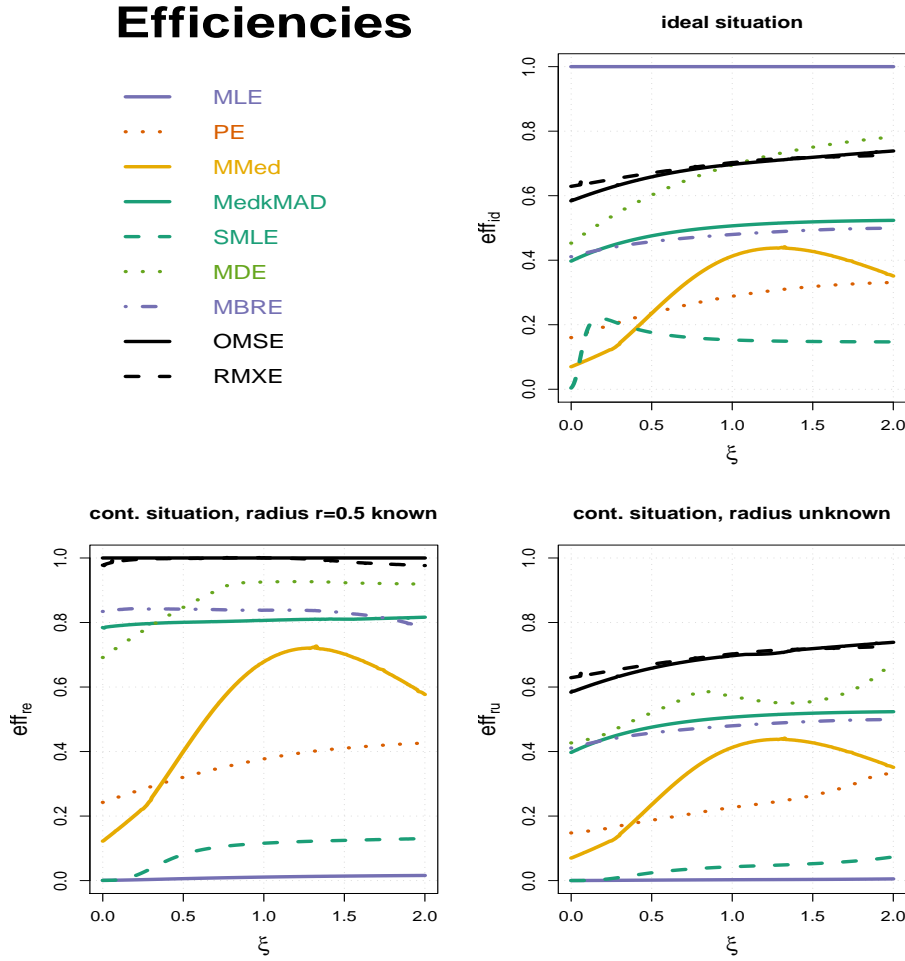 Efficiencies
MLE
PE
MMed
MedkMAD
SMLE
MDE
MBRE
OMSE
RMXE
ideal situation
eff_id
1.0
0.8
0.6
0.4
0.2
0.0
0.0 0.5 1.0 1.5 2.0
ξ
cont. situation, radius r=0.5 known
eff_re
1.0
0.8
0.6
0.4
0.2
0.0
0.0 0.5 1.0 1.5 2.0
ξ
cont. situation, radius unknown
eff_ru
1.0
0.8
0.6
0.4
0.2
0.0
0.0 0.5 1.0 1.5 2.0
ξ